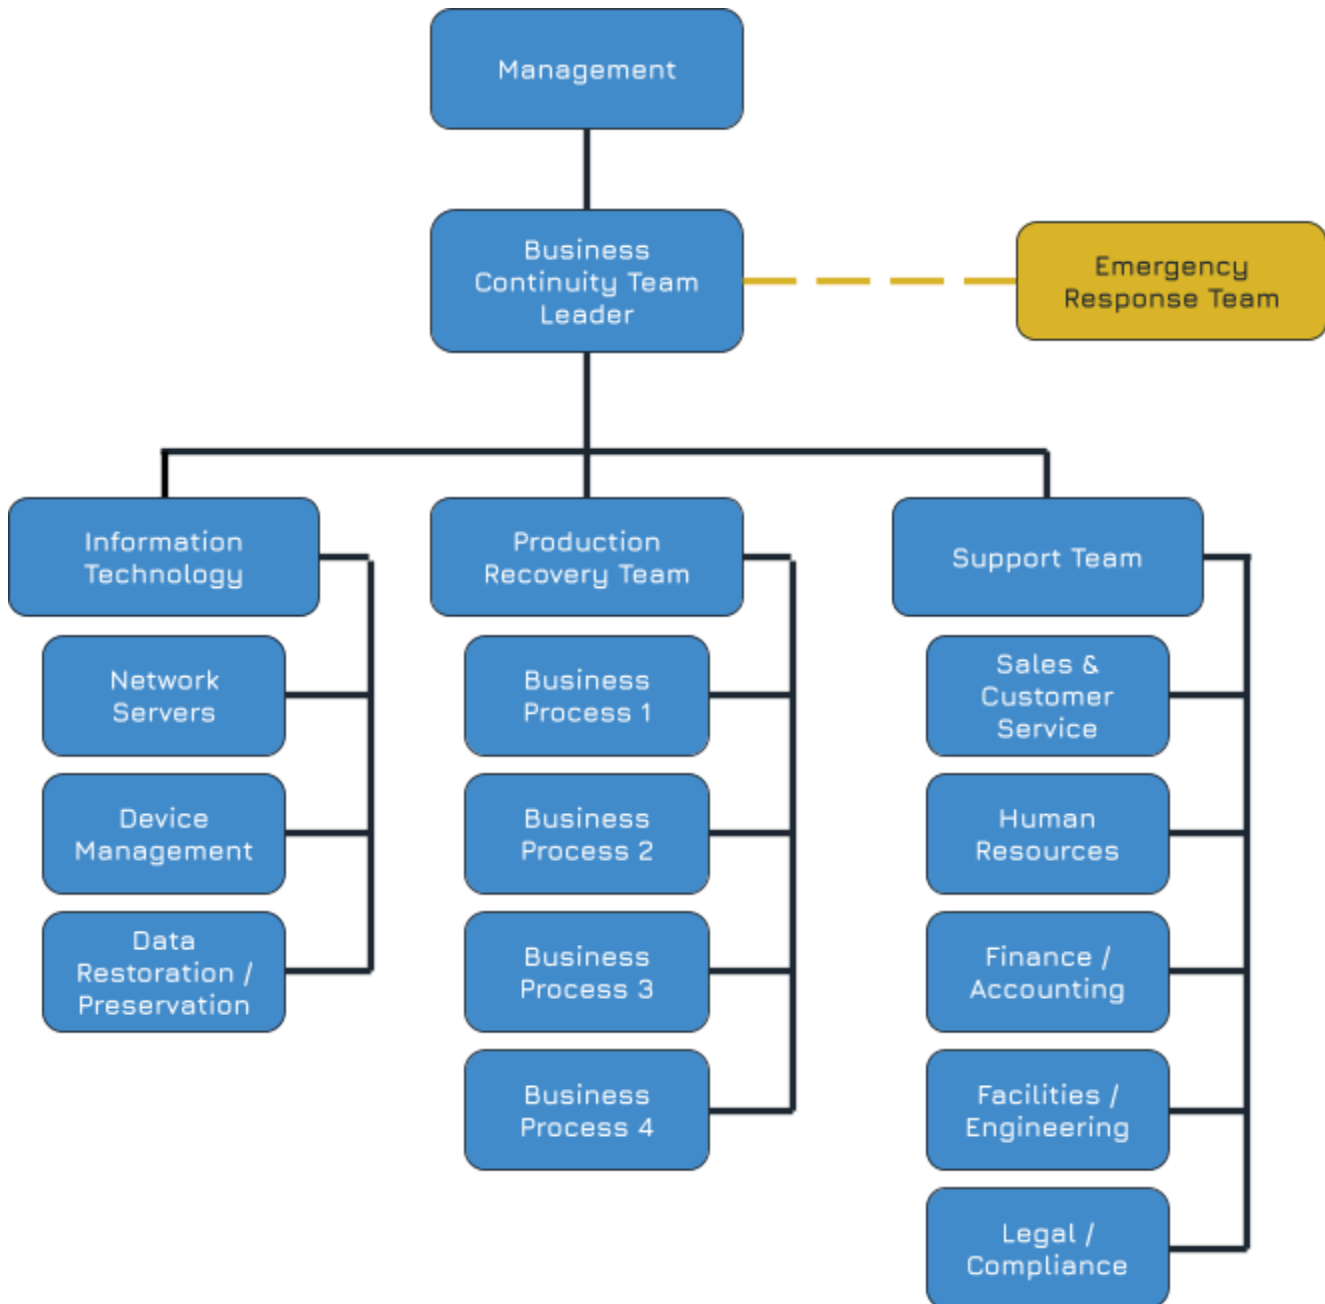 Management
Business
Continuity Team
Leader
Emergency
Response Team
Information
Technology
Network
Servers
Device
Management
Data
Restoration /
Preservation
Production
Recovery Team
Business
Process 1
Business
Process 2
Business
Process 3
Business
Process 4
Support Team
Sales &
Customer
Service
Human
Resources
Finance /
Accounting
Facilities /
Engineering
Legal /
Compliance